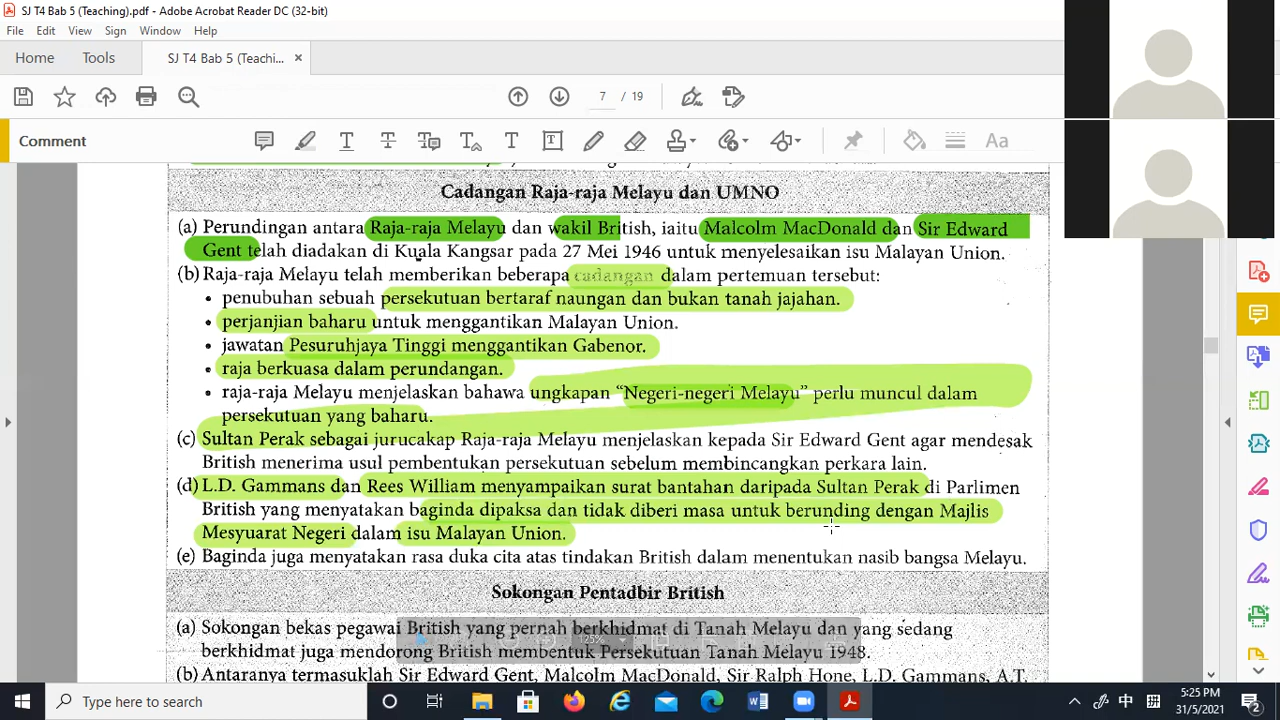 SJ T4 Bab 5 (Teaching).pdf - Adobe Acrobat Reader DC (32-bit)
File Edit View Sign Window Help
Home Tools SJ T4 Bab 5 (Teachi... ×
7 / 19
Comment
Cadangan Raja-raja Melayu dan UMNO
(a) Perundingan antara Raja-raja Melayu dan wakil British, iaitu Malcolm MacDonald dan Sir Edward
Gent telah diadakan di Kuala Kangsar pada 27 Mei 1946 untuk menyelesaikan isu Malayan Union.
(b) Raja-raja Melayu telah memberikan beberapa cadangan dalam pertemuan tersebut:
• penubuhan sebuah persekutuan bertaraf naungan dan bukan tanah jajahan.
• perjanjian baharu untuk menggantikan Malayan Union.
• jawatan Pesuruhjaya Tinggi menggantikan Gabenor.
• raja berkuasa dalam perundangan.
• raja-raja Melayu menjelaskan bahawa ungkapan “Negeri-negeri Melayu” perlu muncul dalam
persekutuan yang baharu.
(c) Sultan Perak sebagai jurucakap Raja-raja Melayu menjelaskan kepada Sir Edward Gent agar mendesak
British menerima usul pembentukan persekutuan sebelum membincangkan perkara lain.
(d) L.D. Gammans dan Rees William menyampaikan surat bantahan daripada Sultan Perak di Parlimen
British yang menyatakan baginda dipaksa dan tidak diberi masa untuk berunding dengan Majlis
Mesyuarat Negeri dalam isu Malayan Union.
(e) Baginda juga menyatakan rasa duka cita atas tindakan British dalam menentukan nasib bangsa Melayu.
Sokongan Pentadbir British
(a) Sokongan bekas pegawai British yang pernah berkhidmat di Tanah Melayu dan yang sedang
125%
berkhidmat juga mendorong British membentuk Persekutuan Tanah Melayu 1948.
(b) Antaranya termasuklah Sir Edward Gent, Malcolm MacDonald, Sir Ralph Hone, L.D. Gammans, A.T.
Type here to search
中 拼
5:25 PM
31/5/2021
2